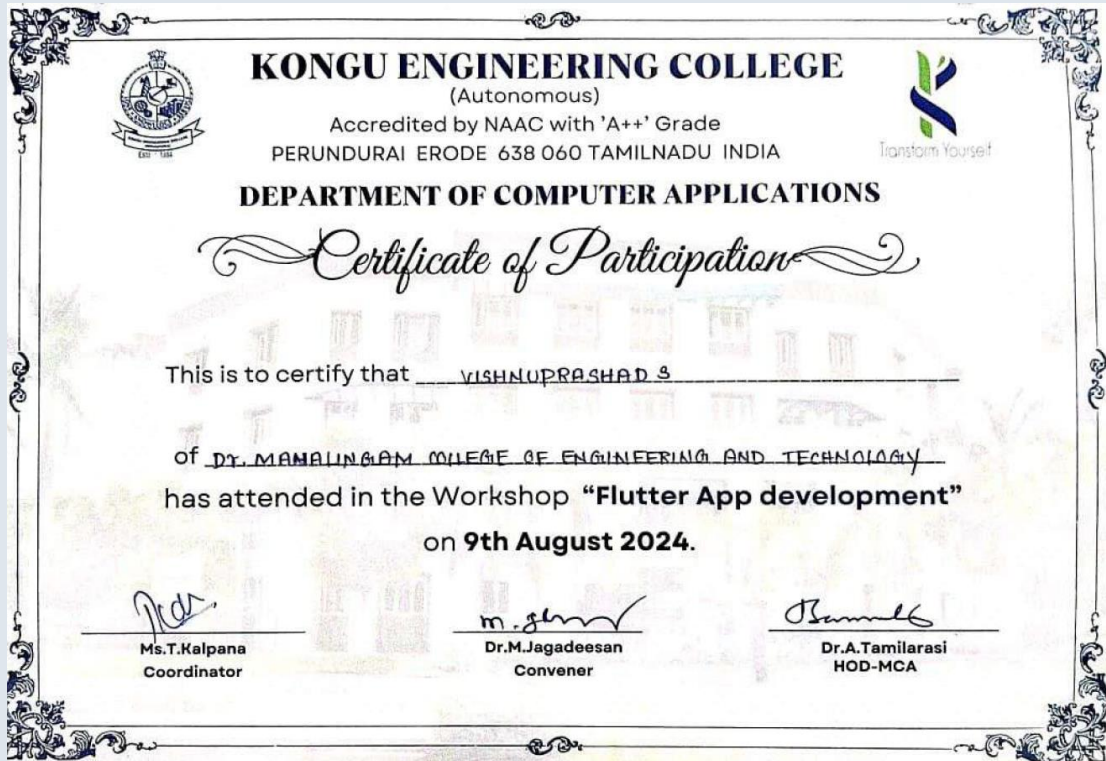 KONGU ENGINEERING COLLEGE
(Autonomous)
Accredited by NAAC with 'A++' Grade
PERUNDURAI ERODE 638 060 TAMILNADU INDIA
Transform Yourself
DEPARTMENT OF COMPUTER APPLICATIONS
Certificate of Participation
This is to certify that VISHNUPRASHAD S
of Dr. MAHALINGAM COLLEGE OF ENGINEERING AND TECHNOLOGY
has attended in the Workshop “Flutter App development”
on 9th August 2024.
Ms.T.Kalpana
Coordinator
Dr.M.Jagadeesan
Convener
Dr.A.Tamilarasi
HOD-MCA